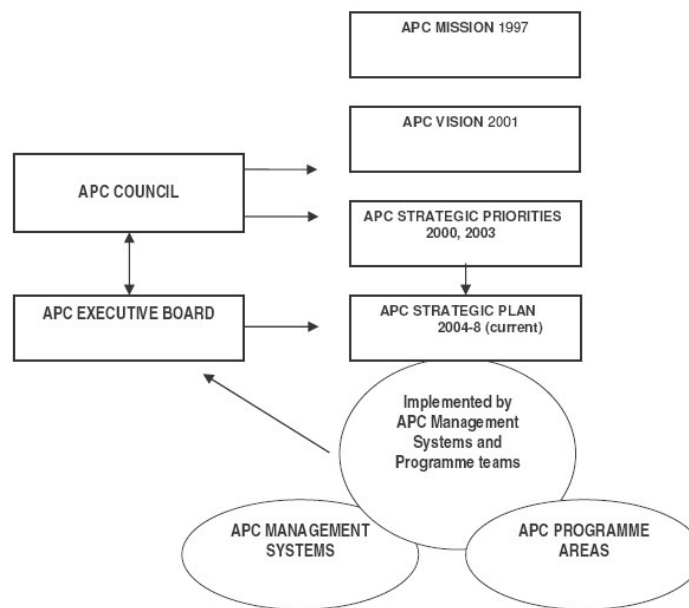 APC MISSION 1997
APC VISION 2001
APC COUNCIL
APC STRATEGIC PRIORITIES
2000, 2003
APC EXECUTIVE BOARD
APC STRATEGIC PLAN
2004-8 (current)
Implemented by
APC Management
Systems and
Programme teams
APC MANAGEMENT
SYSTEMS
APC PROGRAMME
AREAS